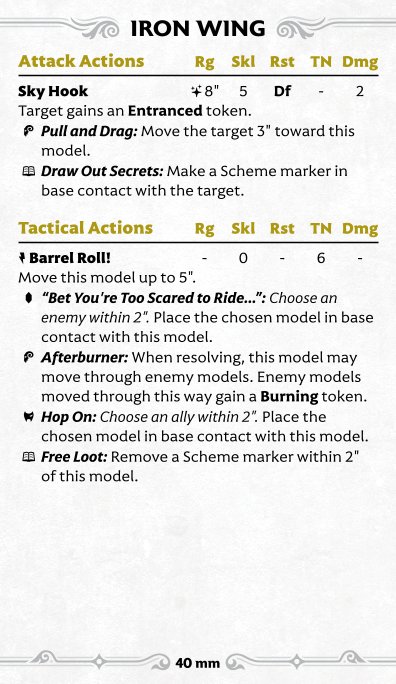 IRON WING
Attack Actions Rg Skl Rst TN Dmg
Sky Hook 8" 5 Df - 2
Target gains an Entranced token.
Pull and Drag: Move the target 3" toward this
model.
Draw Out Secrets: Make a Scheme marker in
base contact with the target.
Tactical Actions Rg Skl Rst TN Dmg
Barrel Roll! - 0 - 6 -
Move this model up to 5".
“Bet You're Too Scared to Ride...”: Choose an
enemy within 2". Place the chosen model in base
contact with this model.
Afterburner: When resolving, this model may
move through enemy models. Enemy models
moved through this way gain a Burning token.
Hop On: Choose an ally within 2". Place the
chosen model in base contact with this model.
Free Loot: Remove a Scheme marker within 2"
of this model.
40 mm